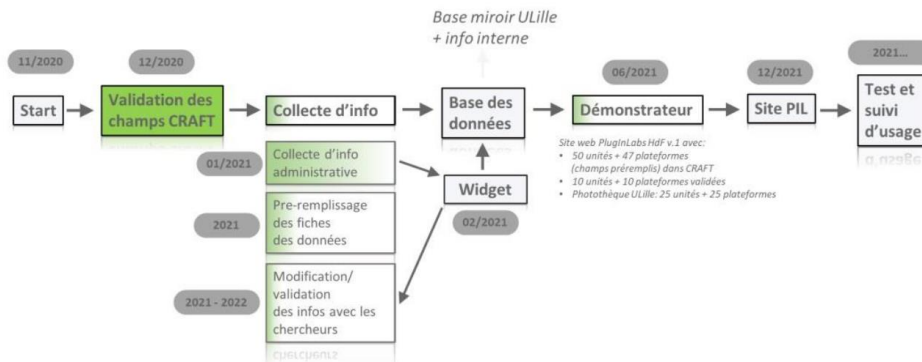 Base miroir ULille
+ info interne
11/2020
12/2020
06/2021
12/2021
2021...
Start
Validation des
champs CRAFT
Collecte d'info
Base des
données
Démonstrateur
Site PIL
Test et
suivi
d'usage
01/2021
Collecte d'info
administrative
Widget
02/2021
Site web PlugInLabs HdF v.1 avec:
• 50 unités + 47 plateformes
(champs préremplis) dans CRAFT
• 10 unités + 10 plateformes validées
• Photothèque ULille: 25 unités + 25 plateformes
2021
Pre-remplissage
des fiches
des données
2021 - 2022
Modification/
validation
des infos avec les
chercheurs